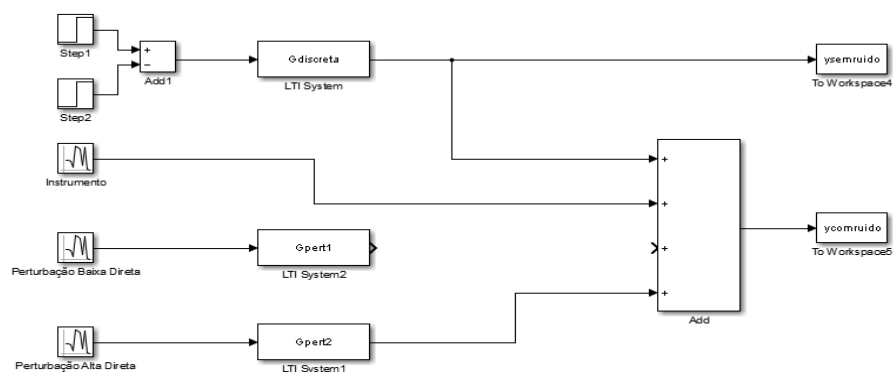 Step1
+
−
Add1
Step2
Gdiscreta
LTI System
ysemruido
To Workspace4
Instrumento
+
+
+
+
Add
ycomruido
To Workspace5
Perturbação Baixa Direta
Gpert1
LTI System2
Perturbação Alta Direta
Gpert2
LTI System1